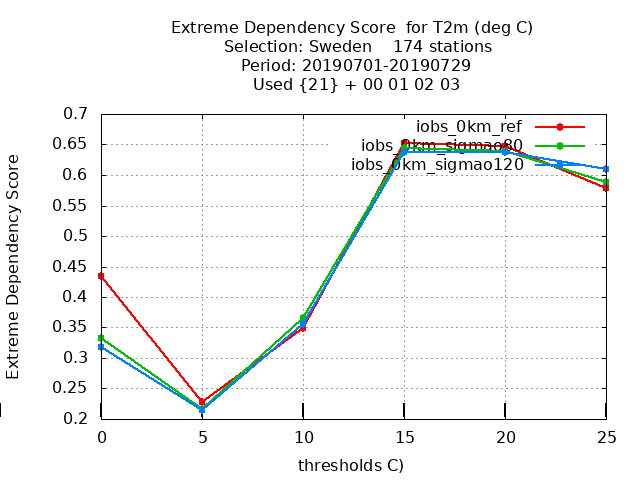 Extreme Dependency Score  for T2m (deg C)
Selection: Sweden    174 stations
Period: 20190701-20190729
Used {21} + 00 01 02 03
Extreme Dependency Score
0.7
0.65
0.6
0.55
0.5
0.45
0.4
0.35
0.3
0.25
0.2
iobs_0km_ref
iobs_0km_sigmao80
iobs_0km_sigmao120
0 5 10 15 20 25
thresholds C)